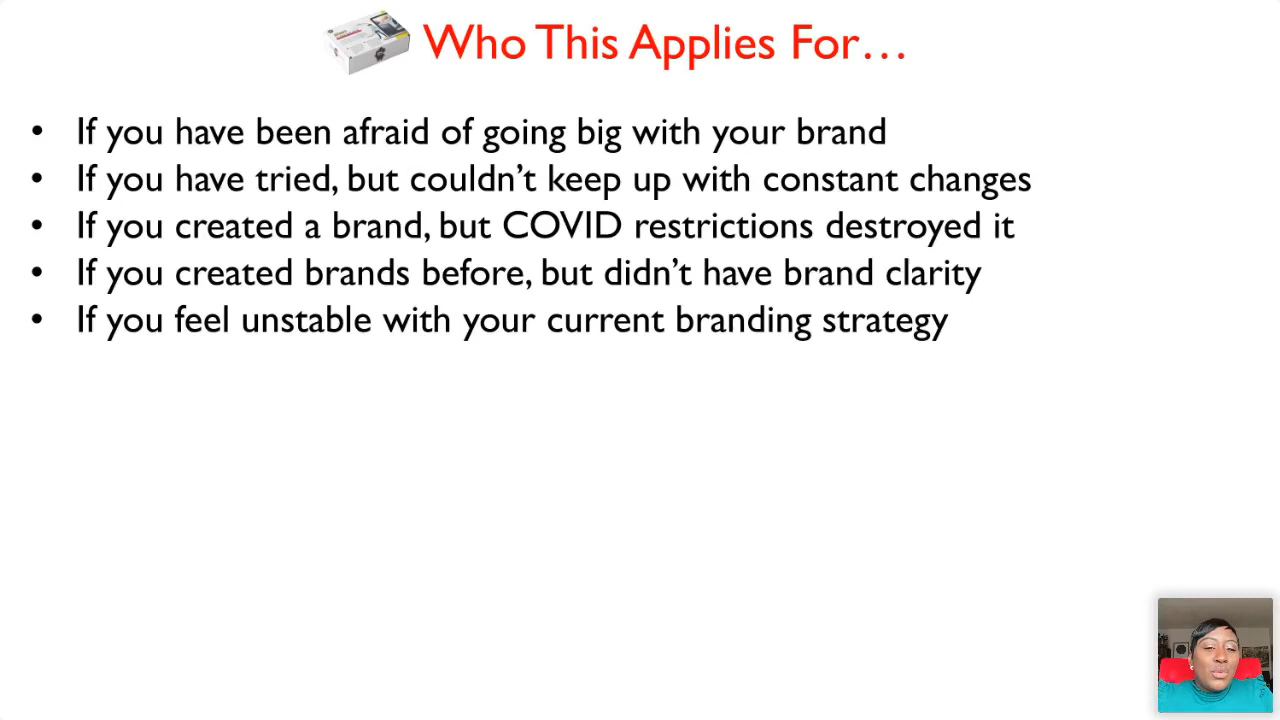 Who This Applies For…
• If you have been afraid of going big with your brand
• If you have tried, but couldn’t keep up with constant changes
• If you created a brand, but COVID restrictions destroyed it
• If you created brands before, but didn’t have brand clarity
• If you feel unstable with your current branding strategy